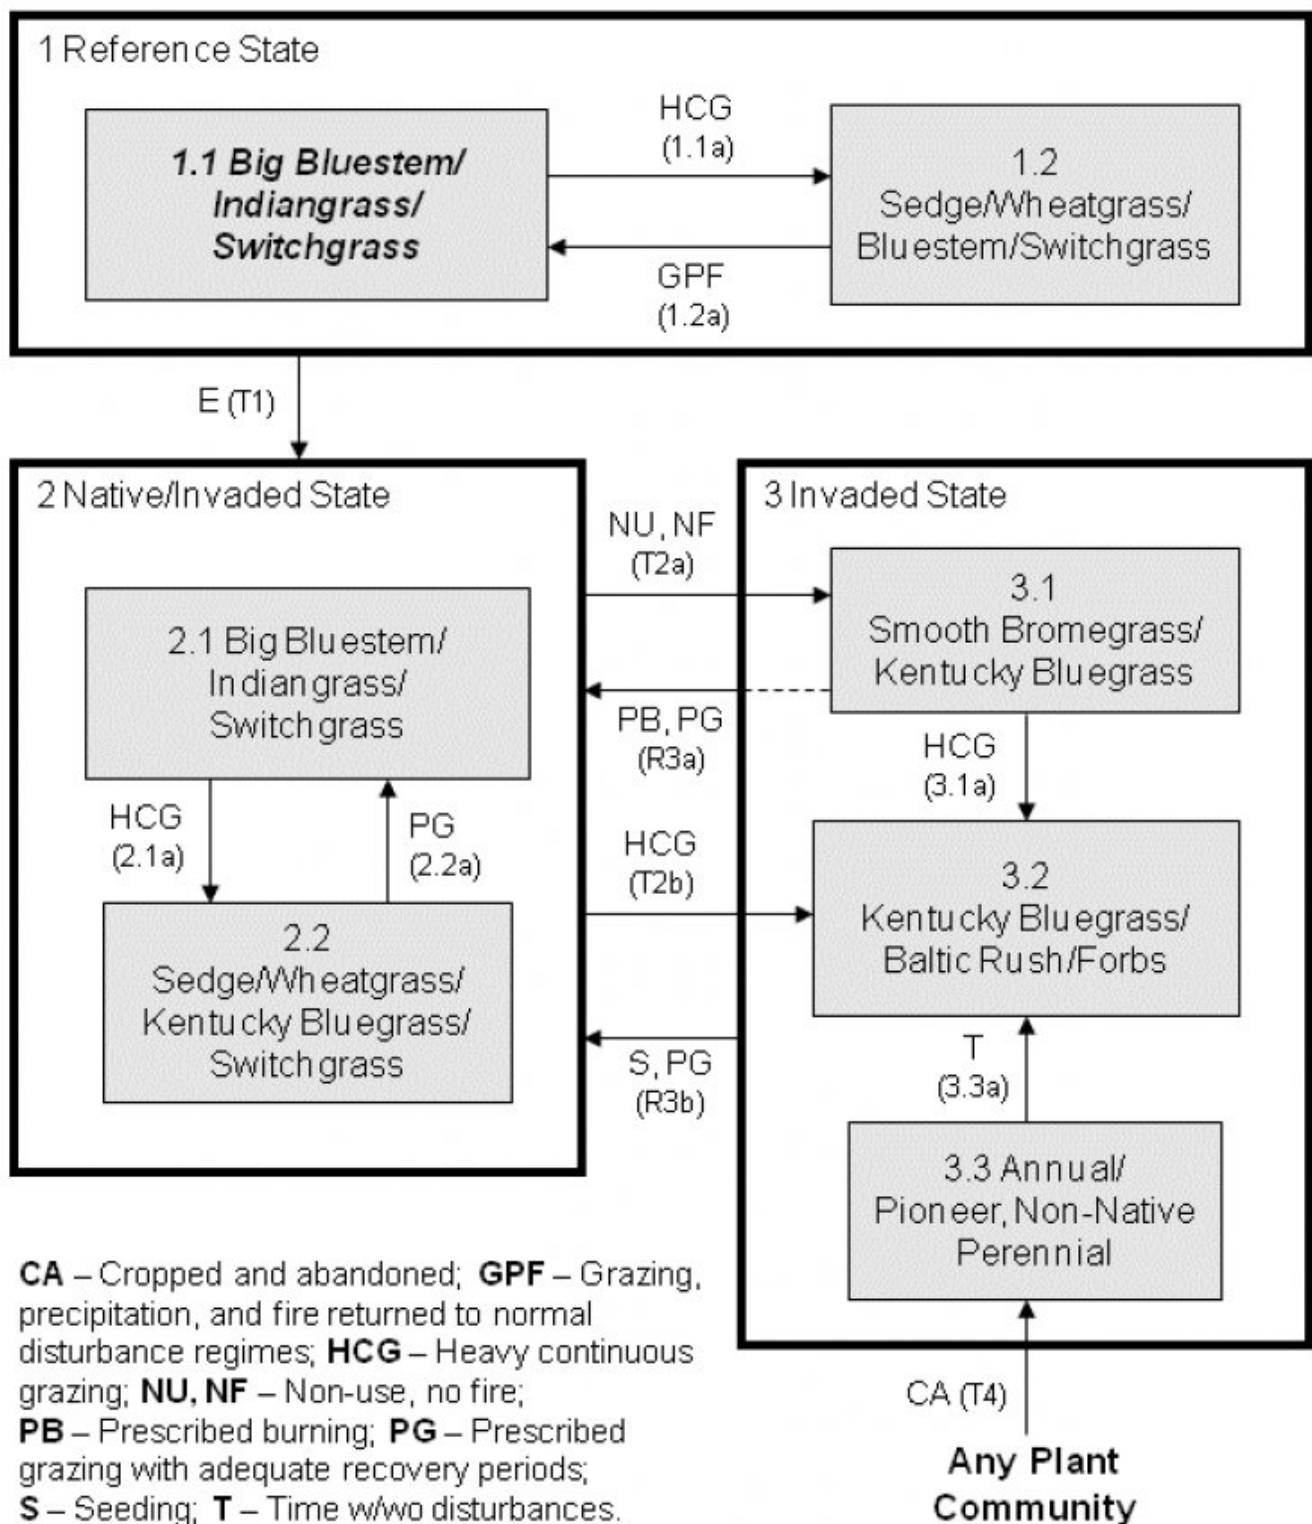 1 Reference State
1.1 Big Bluestem/
Indiangrass/
Switchgrass
HCG
(1.1a)
GPF
(1.2a)
1.2
Sedge/Wheatgrass/
Bluestem/Switchgrass
E (T1)
2 Native/Invaded State
2.1 Big Bluestem/
Indiangrass/
Switchgrass
HCG
(2.1a)
PG
(2.2a)
2.2
Sedge/Wheatgrass/
Kentucky Bluegrass/
Switchgrass
NU, NF
(T2a)
PB, PG
(R3a)
HCG
(T2b)
S, PG
(R3b)
3 Invaded State
3.1
Smooth Bromegrass/
Kentucky Bluegrass
HCG
(3.1a)
3.2
Kentucky Bluegrass/
Baltic Rush/Forbs
T
(3.3a)
3.3 Annual/
Pioneer, Non-Native
Perennial
CA (T4)
Any Plant
Community
CA – Cropped and abandoned; GPF – Grazing,
precipitation, and fire returned to normal
disturbance regimes; HCG – Heavy continuous
grazing; NU, NF – Non-use, no fire;
PB – Prescribed burning; PG – Prescribed
grazing with adequate recovery periods;
S – Seeding; T – Time w/wo disturbances.